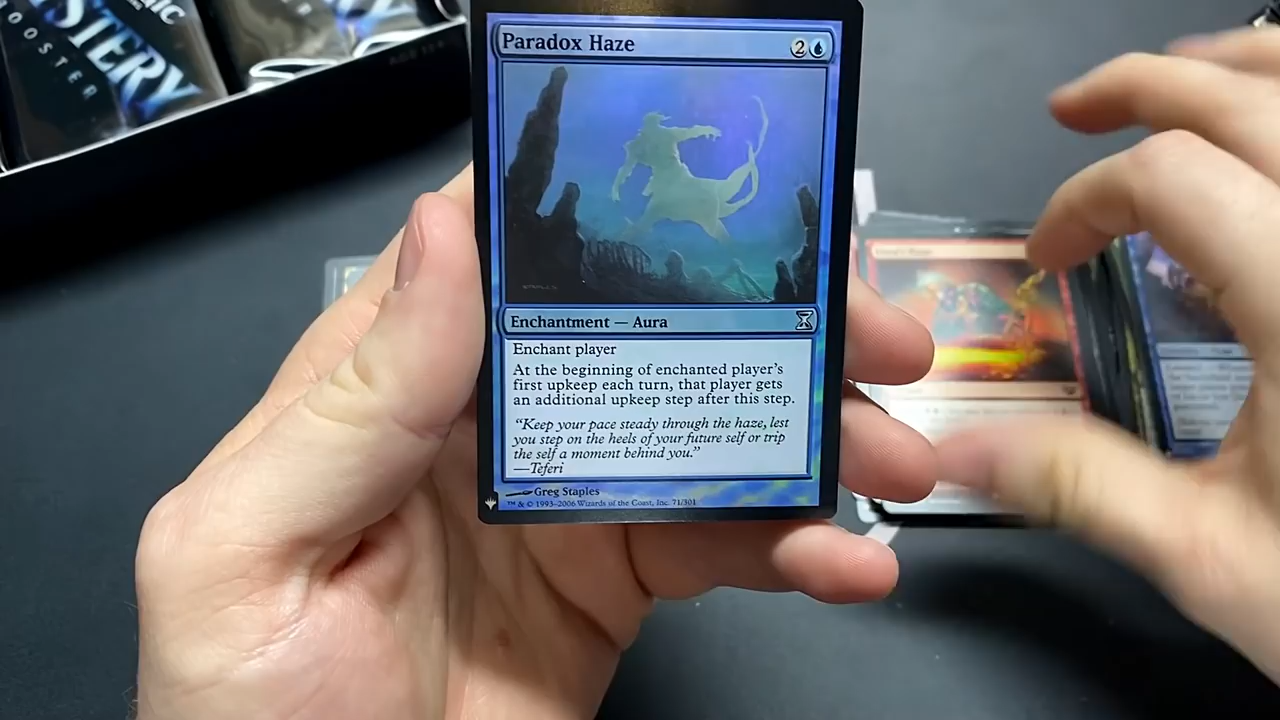 STERY
OOSTER
Paradox Haze
2
Enchantment — Aura
Enchant player
At the beginning of enchanted player's
first upkeep each turn, that player gets
an additional upkeep step after this step.
“Keep your pace steady through the haze, lest
you step on the heels of your future self or trip
the self a moment behind you.”
—Teferi
Greg Staples
™ & © 1993–2006 Wizards of the Coast, Inc. 71/301